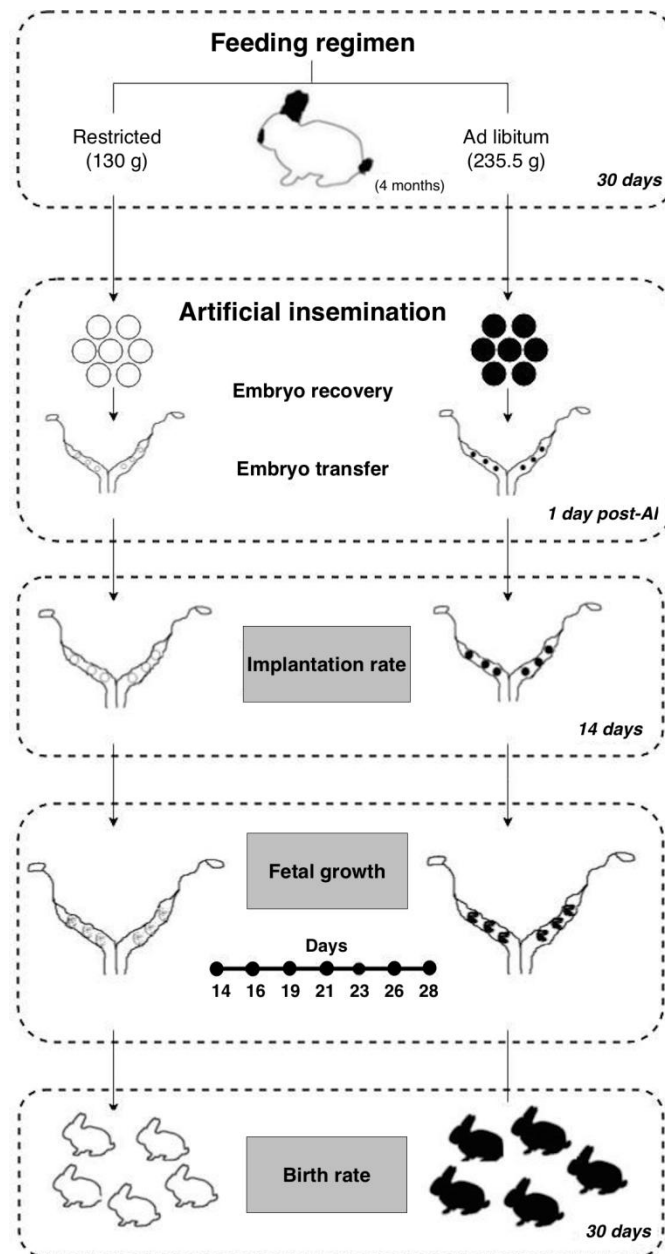 Feeding regimen
Restricted
(130 g)
Ad libitum
(235.5 g)
(4 months)
30 days
Artificial insemination
Embryo recovery
Embryo transfer
1 day post-AI
Implantation rate
14 days
Fetal growth
Days
14 16 19 21 23 26 28
Birth rate
30 days